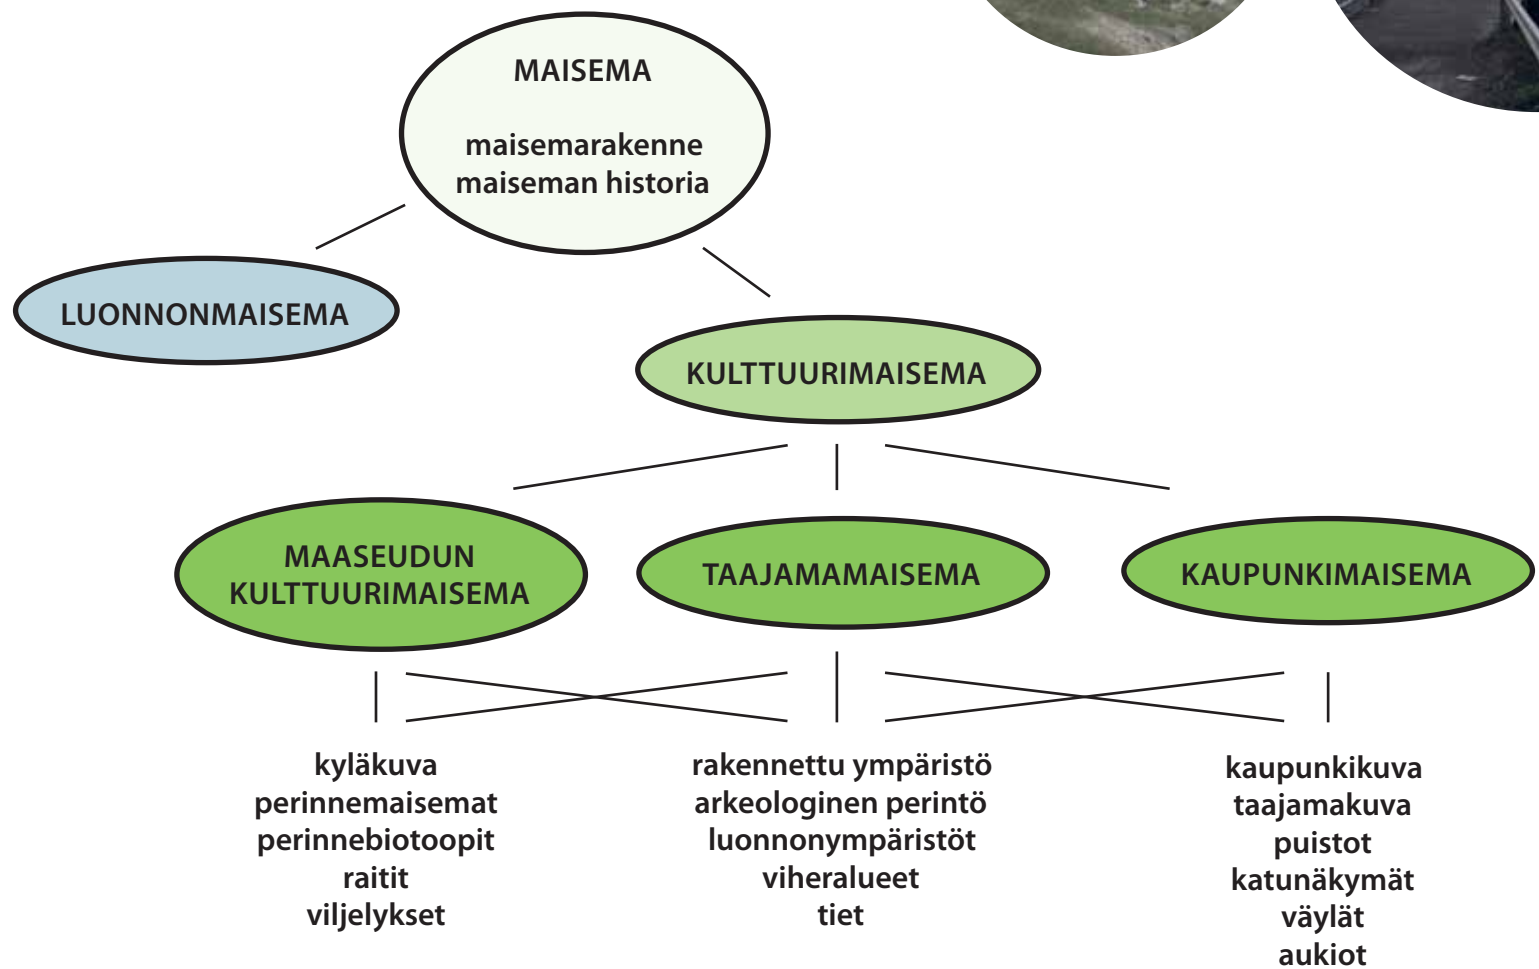 MAISEMA
maisemarakenne
maiseman historia
LUONNONMAISEMA
KULTTUURIMAISEMA
MAASEUDUN
KULTTUURIMAISEMA
TAAJAMAMAISEMA
KAUPUNKIMAISEMA
kyläkuva
perinnemaisemat
perinnebiotoopit
raitit
viljelykset
rakennettu ympäristö
arkeologinen perintö
luonnonympäristöt
viheralueet
tiet
kaupunkikuva
taajamakuva
puistot
katunäkymät
väylät
aukiot